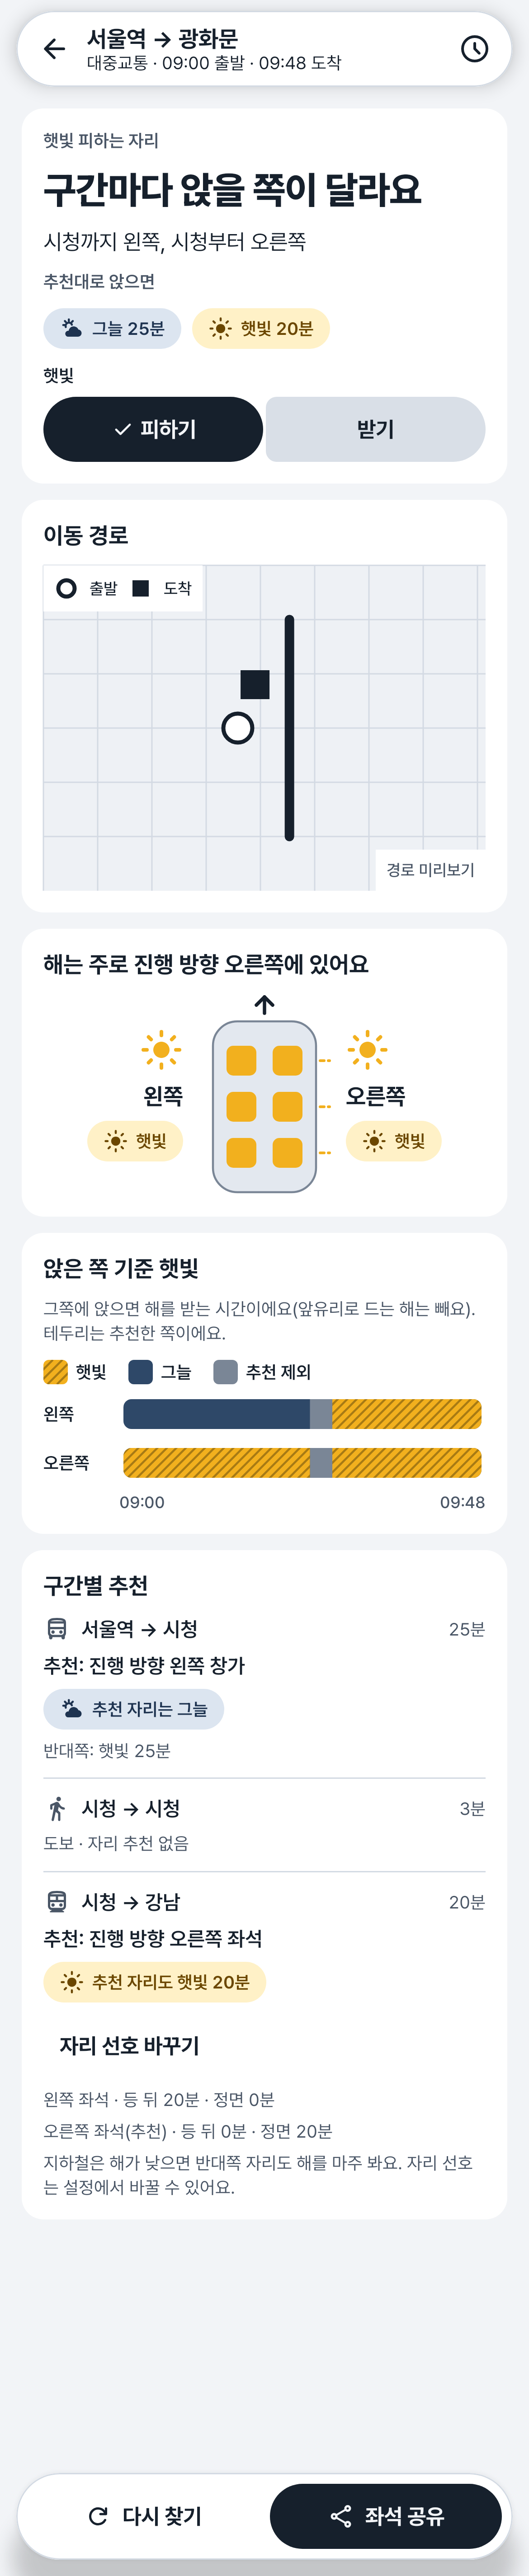 서울역 → 광화문
대중교통 · 09:00 출발 · 09:48 도착
햇빛 피하는 자리
구간마다 앉을 쪽이 달라요
시청까지 왼쪽, 시청부터 오른쪽
추천대로 앉으면
그늘 25분 햇빛 20분
햇빛
피하기 받기
이동 경로
출발 도착
경로 미리보기
해는 주로 진행 방향 오른쪽에 있어요
왼쪽 오른쪽
햇빛 햇빛
앉은 쪽 기준 햇빛
그쪽에 앉으면 해를 받는 시간이에요(앞유리로 드는 해는 빼요).
테두리는 추천한 쪽이에요.
햇빛 그늘 추천 제외
왼쪽
오른쪽
09:00 09:48
구간별 추천
서울역 → 시청 25분
추천: 진행 방향 왼쪽 창가
추천 자리는 그늘
반대쪽: 햇빛 25분
시청 → 시청 3분
도보 · 자리 추천 없음
시청 → 강남 20분
추천: 진행 방향 오른쪽 좌석
추천 자리도 햇빛 20분
자리 선호 바꾸기
왼쪽 좌석 · 등 뒤 20분 · 정면 0분
오른쪽 좌석(추천) · 등 뒤 0분 · 정면 20분
지하철은 해가 낮으면 반대쪽 자리도 해를 마주 봐요. 자리 선호
는 설정에서 바꿀 수 있어요.
다시 찾기 좌석 공유